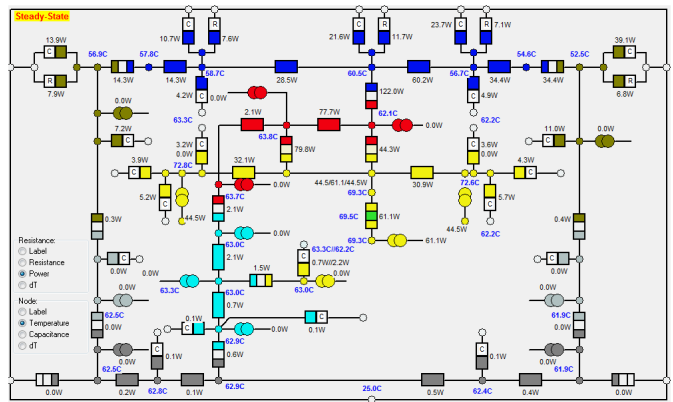 Steady-State
13.9W
C
R
7.9W
56.9C
57.8C
14.3W
14.3W
C
R
10.7W
7.6W
58.7C
4.2W
C
63.3C
28.5W
21.6W
C
R
11.7W
60.5C
122.0W
62.1C
60.2W
23.7W
C
R
7.1W
56.7C
4.9W
C
62.2C
34.4W
54.6C
34.4W
52.5C
39.1W
C
R
6.8W
0.0W
7.2W
C
0.0W
2.1W
63.8C
77.7W
0.0W
79.8W
44.3W
11.0W
C
0.0W
3.9W
C
3.2W
0.0W
C
72.8C
32.1W
5.2W
C
44.5W
63.7C
0.0W
2.1W
44.5/61.1/44.5W
69.3C
30.9W
3.6W
0.0W
C
72.6C
4.3W
C
44.5W
5.7W
C
62.2C
69.5C
61.1W
69.3C
61.1W
0.3W
C
0.0W
0.0W
63.0C
0.0W
2.1W
63.3C
63.0C
1.5W
63.3C//62.2C
C
0.7W//2.2W
0.0W
63.0C
0.4W
C
0.0W
0.0W
61.9C
0.0W
62.5C
0.0W
0.0W
0.7W
0.1W
C
62.9C
0.0W
C
0.1W
0.6W
62.9C
0.0W
62.5C
0.0W
0.2W
C
0.1W
62.8C
0.1W
25.0C
0.5W
C
0.1W
62.4C
0.4W
0.0W
61.9C
0.0W
Resistance:
Label
Resistance
Power
dT
Node:
Label
Temperature
Capacitance
dT